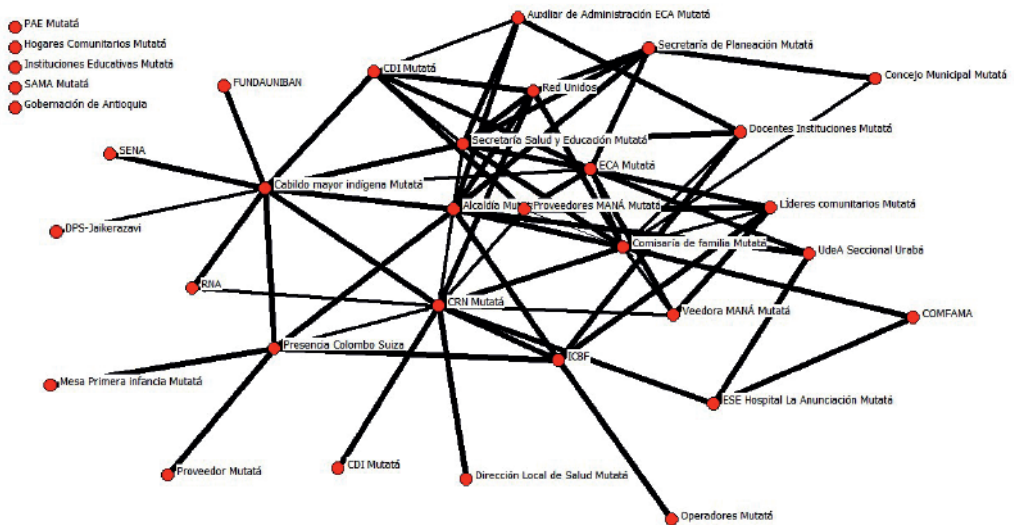 PAE Mutatá
Auxiliar de Administración ECA Mutatá
Hogares Comunitarios Mutatá
Secretaría de Planeación Mutatá
Instituciones Educativas Mutatá
CDI Mutatá
Concejo Municipal Mutatá
SAMA Mutatá
FUNDAUNIBAN
Red Unidos
Gobernación de Antioquia
Docentes Instituciones Mutatá
Secretaría Salud y Educación Mutatá
SENA
ECA Mutatá
Cabildo mayor indígena Mutatá
Alcaldía Mutatá
Proveedores MANÁ Mutatá
Líderes comunitarios Mutatá
DPS-Jaikerazavi
Comisaría de familia Mutatá
UdeA Seccional Urabá
RNA
CRN Mutatá
Veedora MANÁ Mutatá
COMFAMA
Presencia Colombo Suiza
ICBF
Mesa Primera infancia Mutatá
ESE Hospital La Anunciación Mutatá
Proveedor Mutatá
CDI Mutatá
Dirección Local de Salud Mutatá
Operadores Mutatá